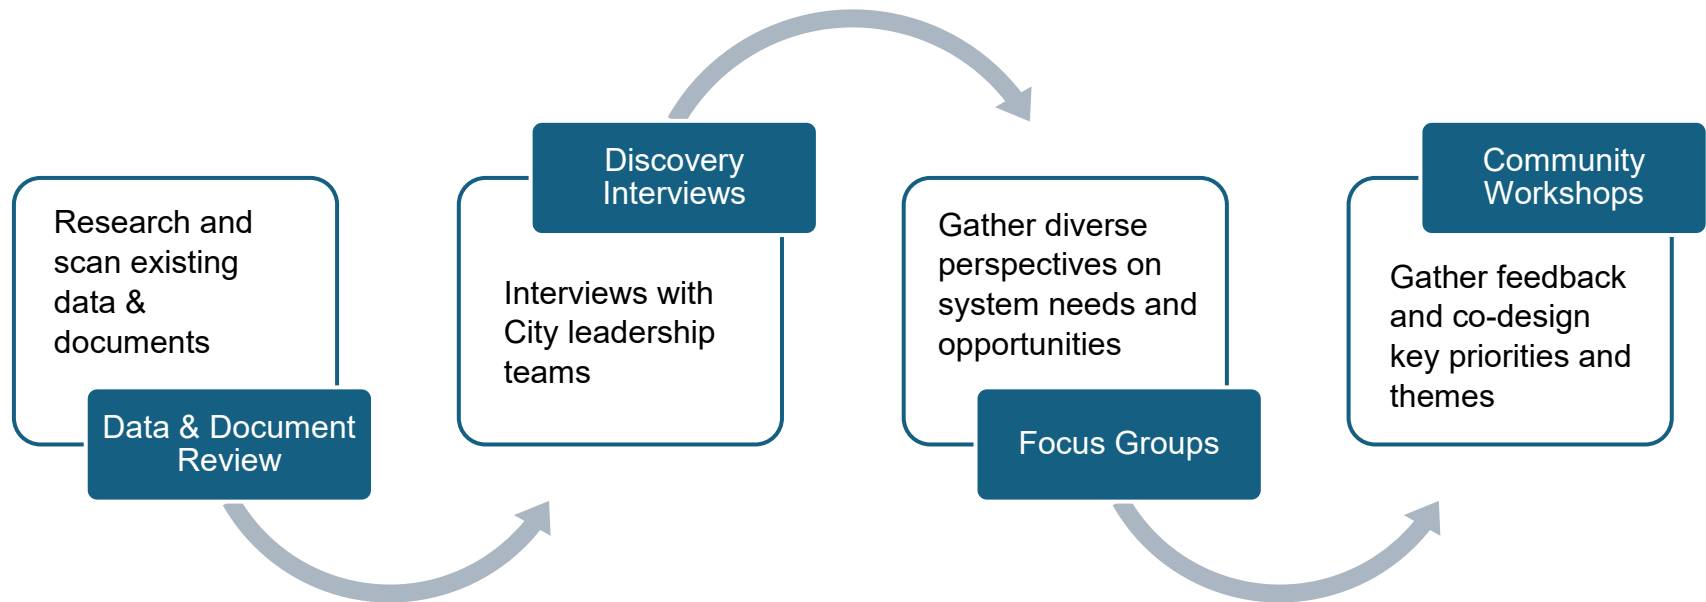 Research and
scan existing
data &
documents
Data & Document
Review
Discovery
Interviews
Interviews with
City leadership
teams
Gather diverse
perspectives on
system needs and
opportunities
Focus Groups
Community
Workshops
Gather feedback
and co-design
key priorities and
themes